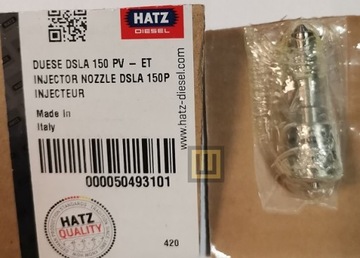 HATZ
DIESEL
DUESE DSLA 150 PV - ET
INJECTOR NOZZLE DSLA 150P
INJECTEUR
Made in
Italy
www.hatz-diesel.com
000050493101
HATZ
QUALITY
420